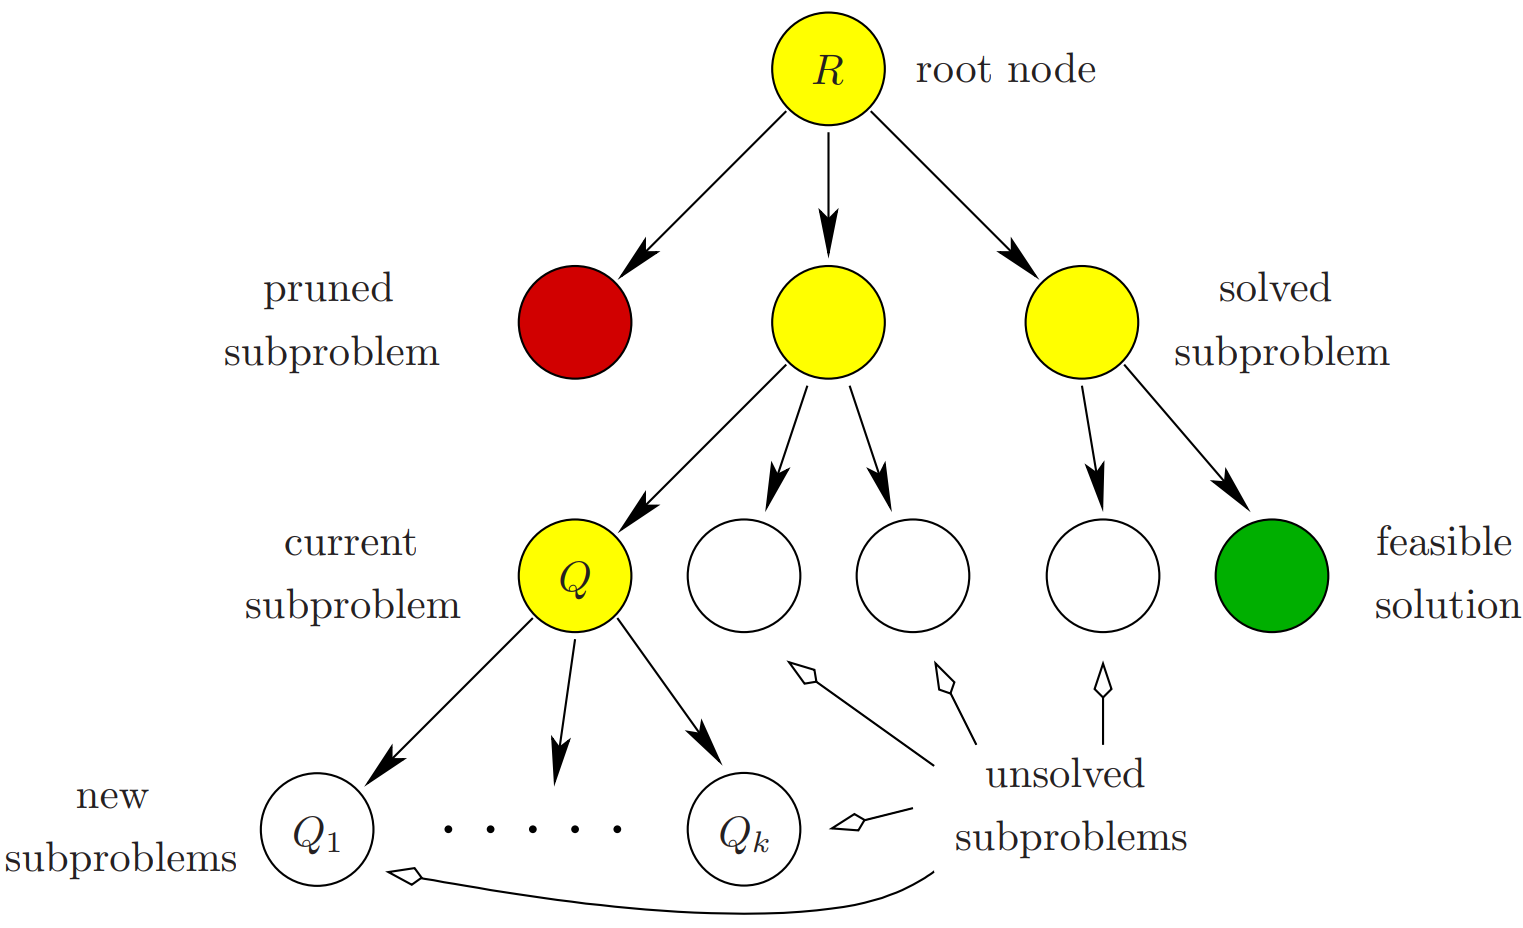 R
root node
pruned
subproblem
solved
subproblem
current
subproblem
Q
feasible
solution
new
subproblems
Q1
Qk
unsolved
subproblems